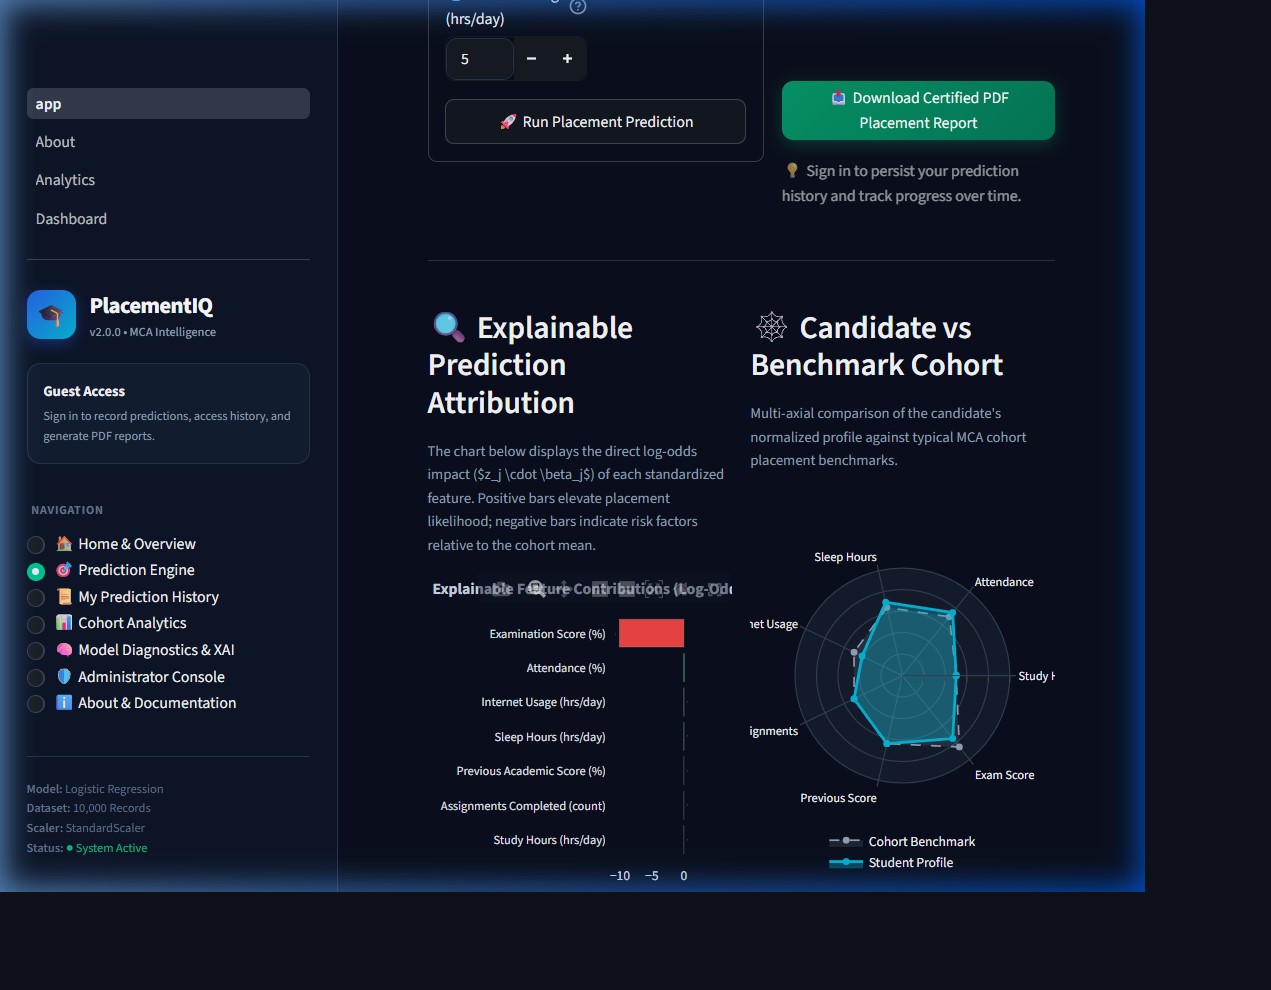 app
About
Analytics
Dashboard
PlacementIQ
v2.0.0 • MCA Intelligence
Guest Access
Sign in to record predictions, access history, and
generate PDF reports.
NAVIGATION
Home & Overview
Prediction Engine
My Prediction History
Cohort Analytics
Model Diagnostics & XAI
Administrator Console
About & Documentation
Model: Logistic Regression
Dataset: 10,000 Records
Scaler: StandardScaler
Status: ● System Active
(hrs/day)
5
Run Placement Prediction
Download Certified PDF
Placement Report
Sign in to persist your prediction
history and track progress over time.
Explainable
Prediction
Attribution
The chart below displays the direct log-odds
impact ($z_j \cdot \beta_j$) of each standardized
feature. Positive bars elevate placement
likelihood; negative bars indicate risk factors
relative to the cohort mean.
Explainable Feature Contributions (Log-Odd
Examination Score (%)
Attendance (%)
Internet Usage (hrs/day)
Sleep Hours (hrs/day)
Previous Academic Score (%)
Assignments Completed (count)
Study Hours (hrs/day)
−10 −5 0
Candidate vs
Benchmark Cohort
Multi-axial comparison of the candidate's
normalized profile against typical MCA cohort
placement benchmarks.
Sleep Hours
Attendance
net Usage
Study H
ignments
Exam Score
Previous Score
Cohort Benchmark
Student Profile